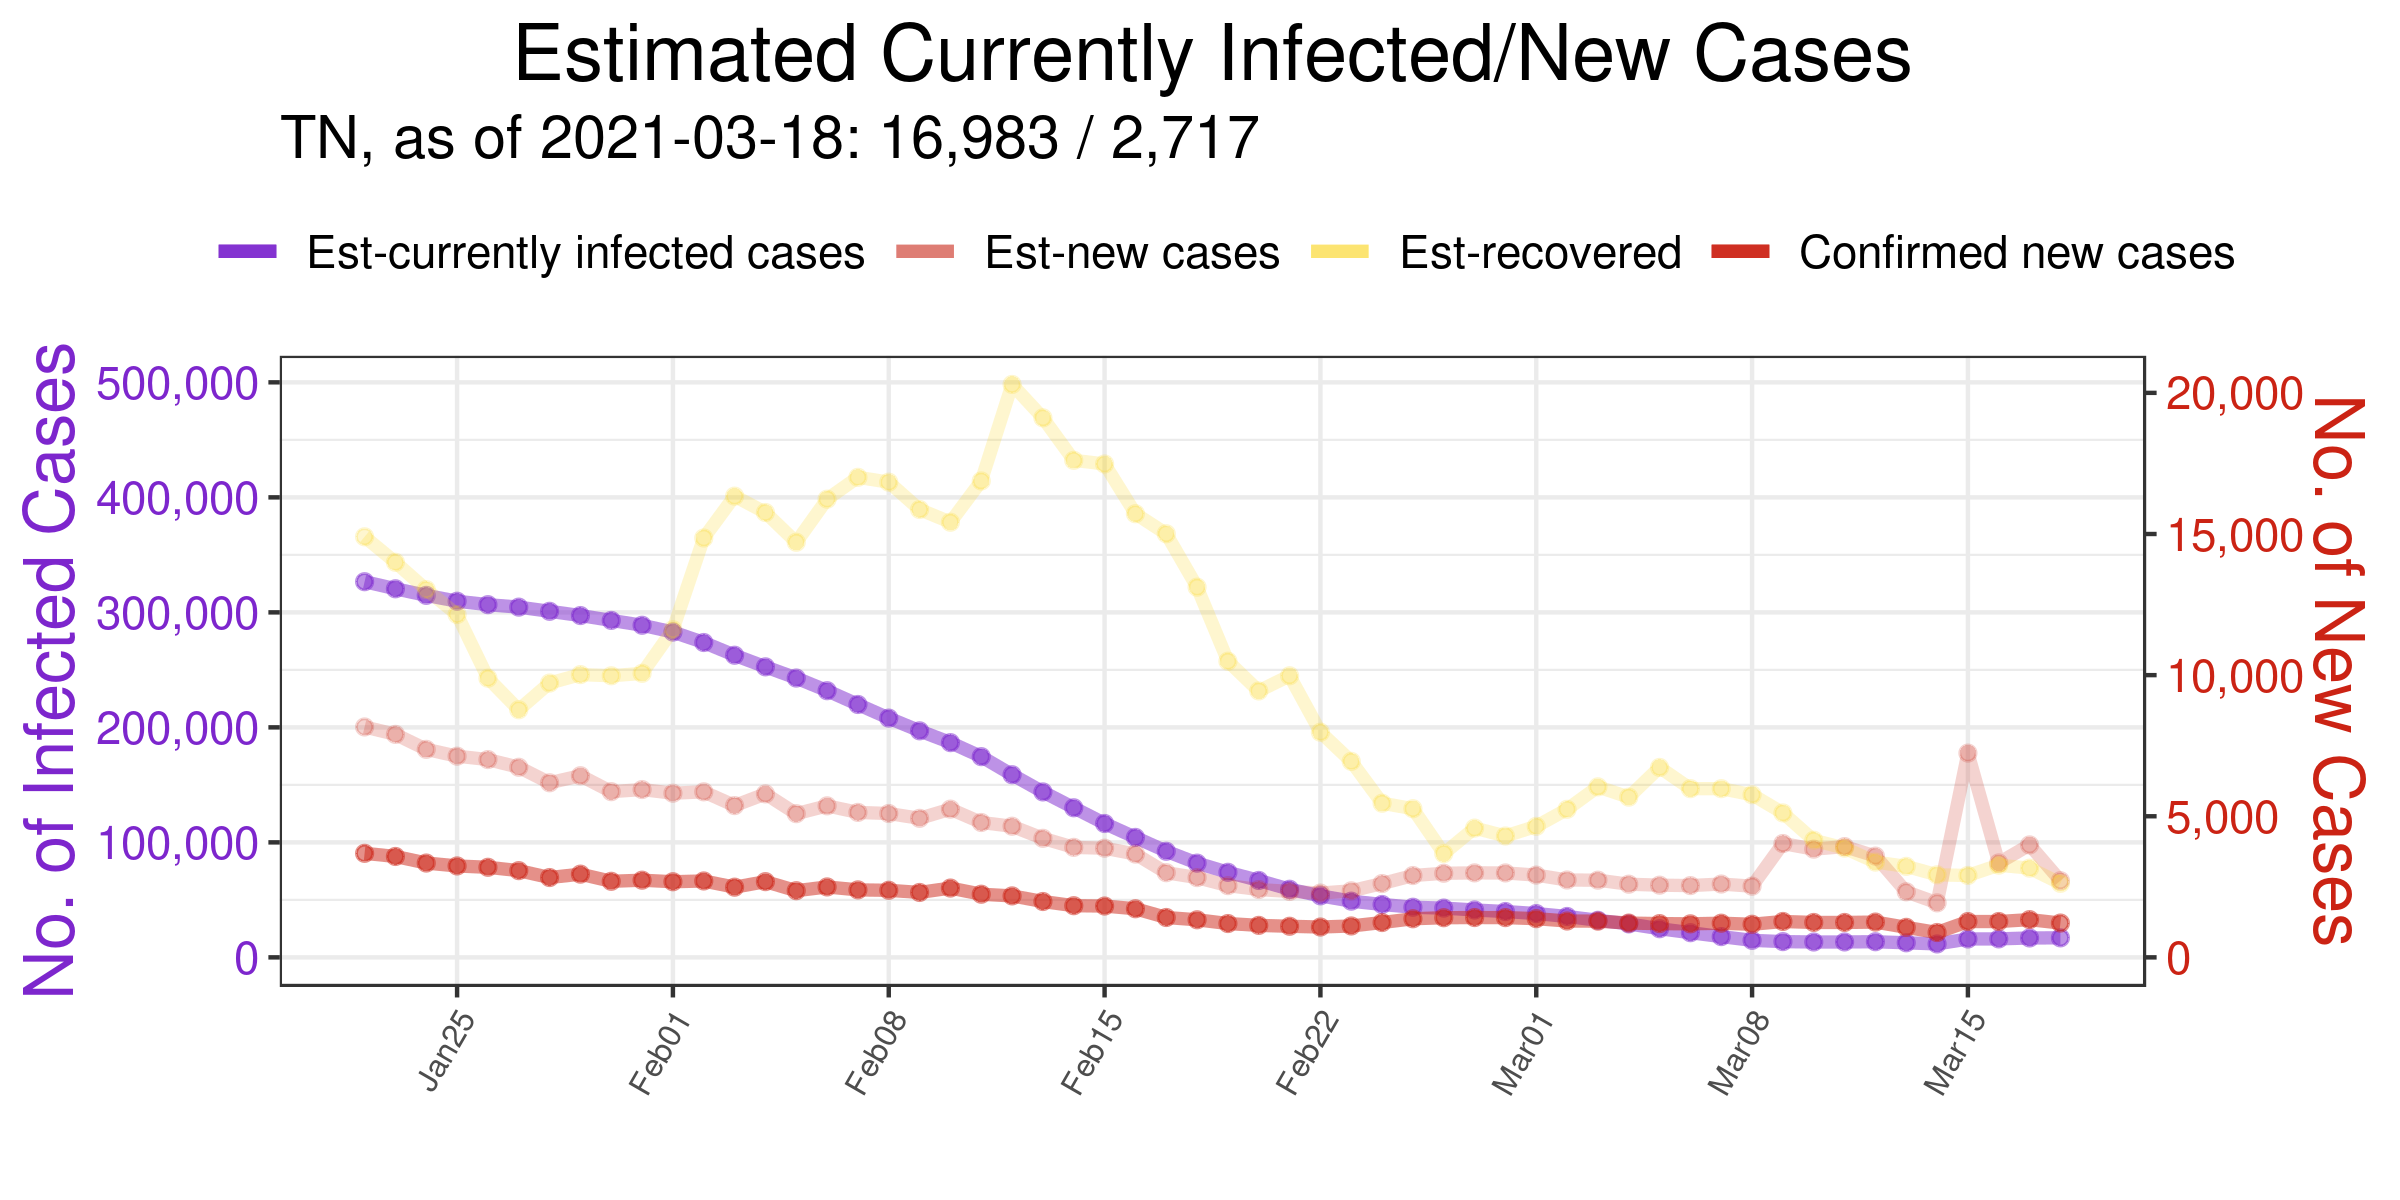 Estimated Currently Infected/New Cases
TN, as of 2021-03-18: 16,983 / 2,717
Est-currently infected cases
Est-new cases
Est-recovered
Confirmed new cases
No. of Infected Cases
500,000
400,000
300,000
200,000
100,000
0
20,000
15,000
10,000
5,000
0
No. of New Cases
Jan25
Feb01
Feb08
Feb15
Feb22
Mar01
Mar08
Mar15